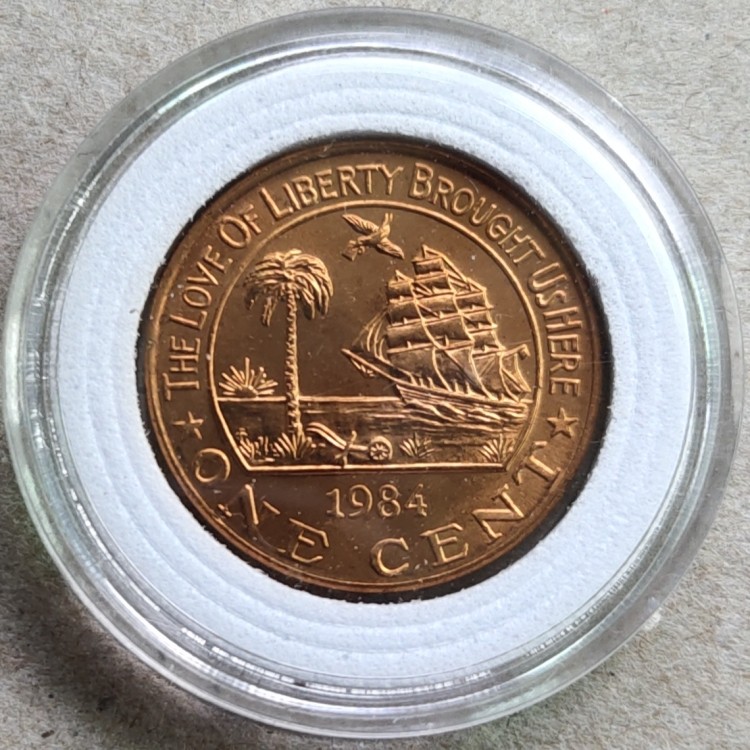 THE LOVE OF LIBERTY BROUGHT US HERE
1984
ONE CENT